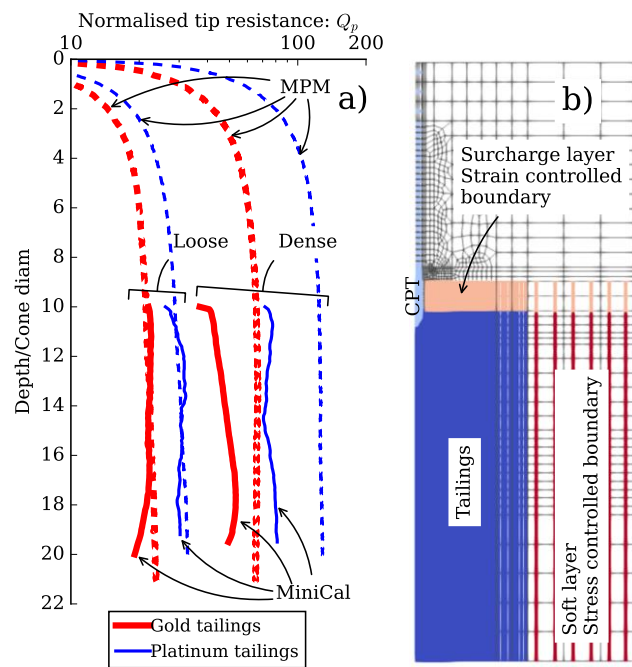 Normalised tip resistance: Qp
10
100
200
0
2
4
6
8
10
12
14
16
18
20
22
Depth/Cone diam
MPM
a)
Loose
Dense
MiniCal
Gold tailings
Platinum tailings
b)
Surcharge layer
Strain controlled
boundary
CPT
Tailings
Soft layer
Stress controlled boundary